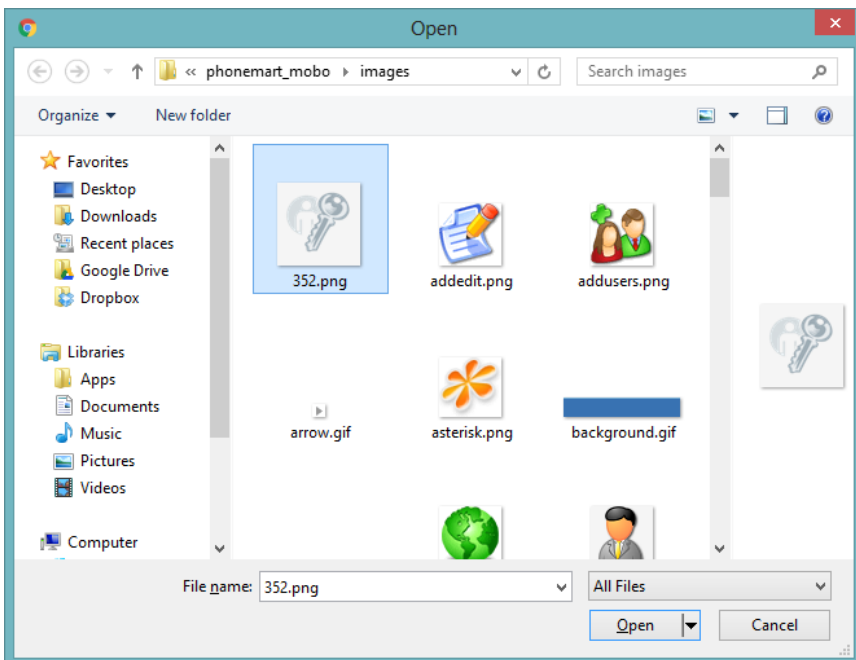 Open
« phonemart_mobo images
Search images
Organize
New folder
Favorites
Desktop
Downloads
Recent places
Google Drive
Dropbox
Libraries
Apps
Documents
Music
Pictures
Videos
Computer
352.png
addedit.png
addusers.png
arrow.gif
asterisk.png
background.gif
File name: 352.png
All Files
Open
Cancel